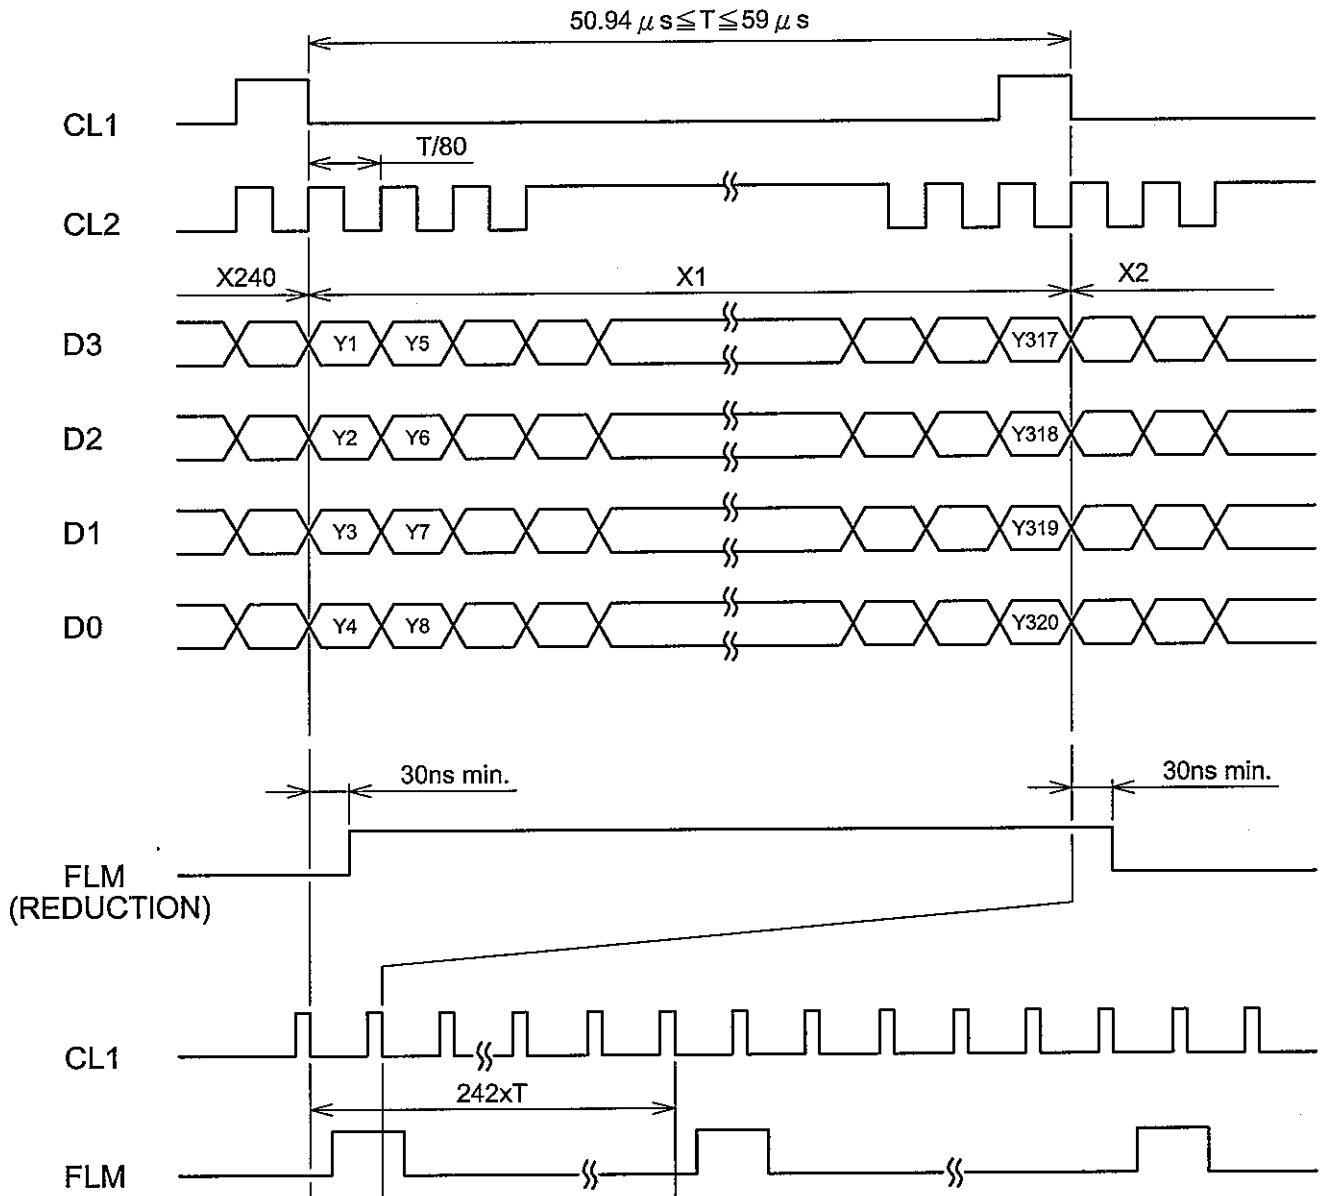 50.94 μs≦T≦59 μs
CL1
T/80
CL2
X240
X1
X2
D3
Y1
Y5
Y317
D2
Y2
Y6
Y318
D1
Y3
Y7
Y319
D0
Y4
Y8
Y320
30ns min.
30ns min.
FLM
(REDUCTION)
CL1
242xT
FLM